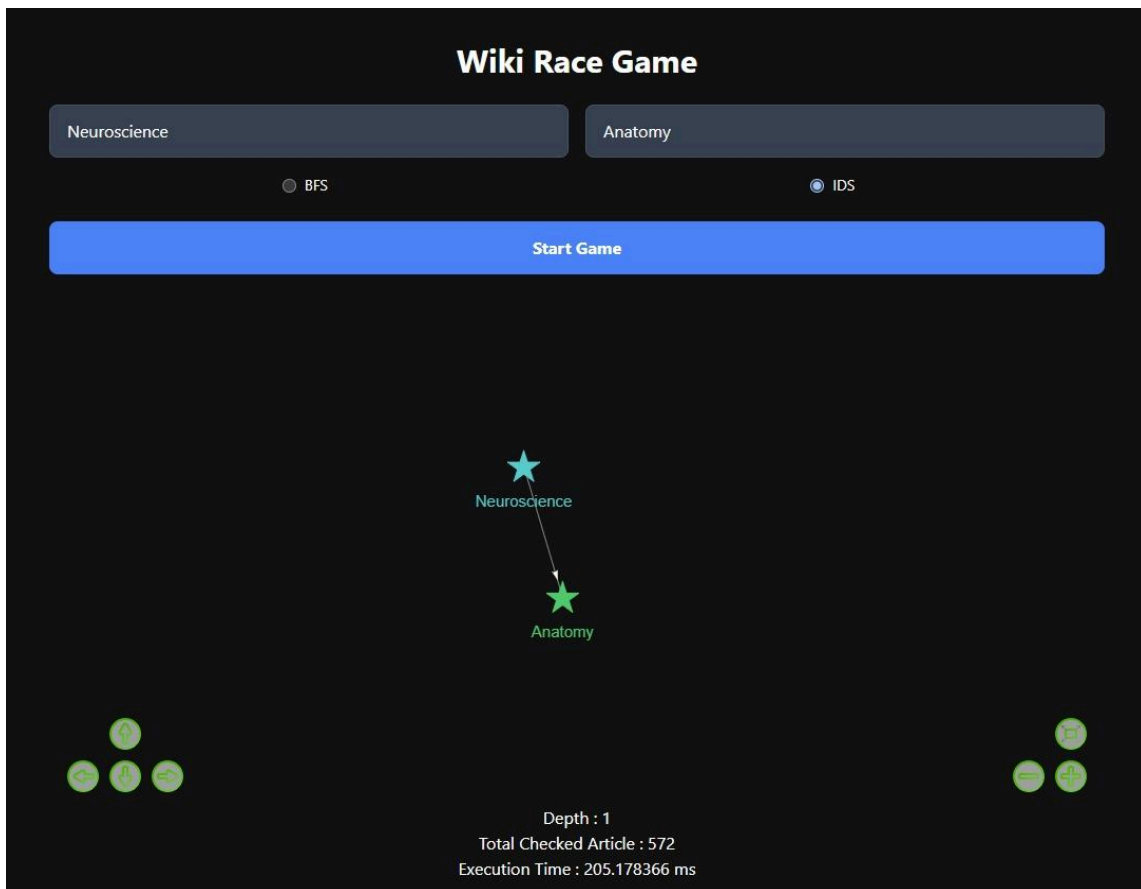 Wiki Race Game
Neuroscience Anatomy
BFS IDS
Start Game
Neuroscience
Anatomy
Depth : 1
Total Checked Article : 572
Execution Time : 205.178366 ms